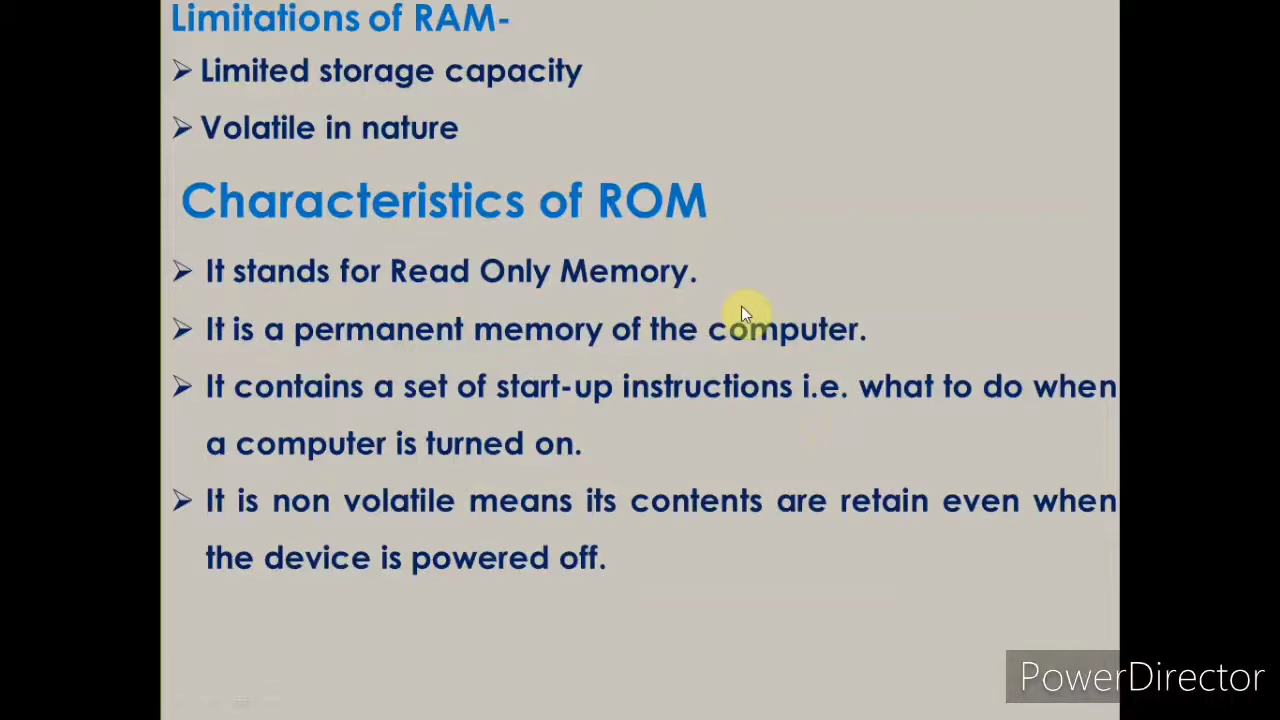 Limitations of RAM-
➢ Limited storage capacity
➢ Volatile in nature
Characteristics of ROM
➢ It stands for Read Only Memory.
➢ It is a permanent memory of the computer.
➢ It contains a set of start-up instructions i.e. what to do when
a computer is turned on.
➢ It is non volatile means its contents are retain even when
the device is powered off.
PowerDirector